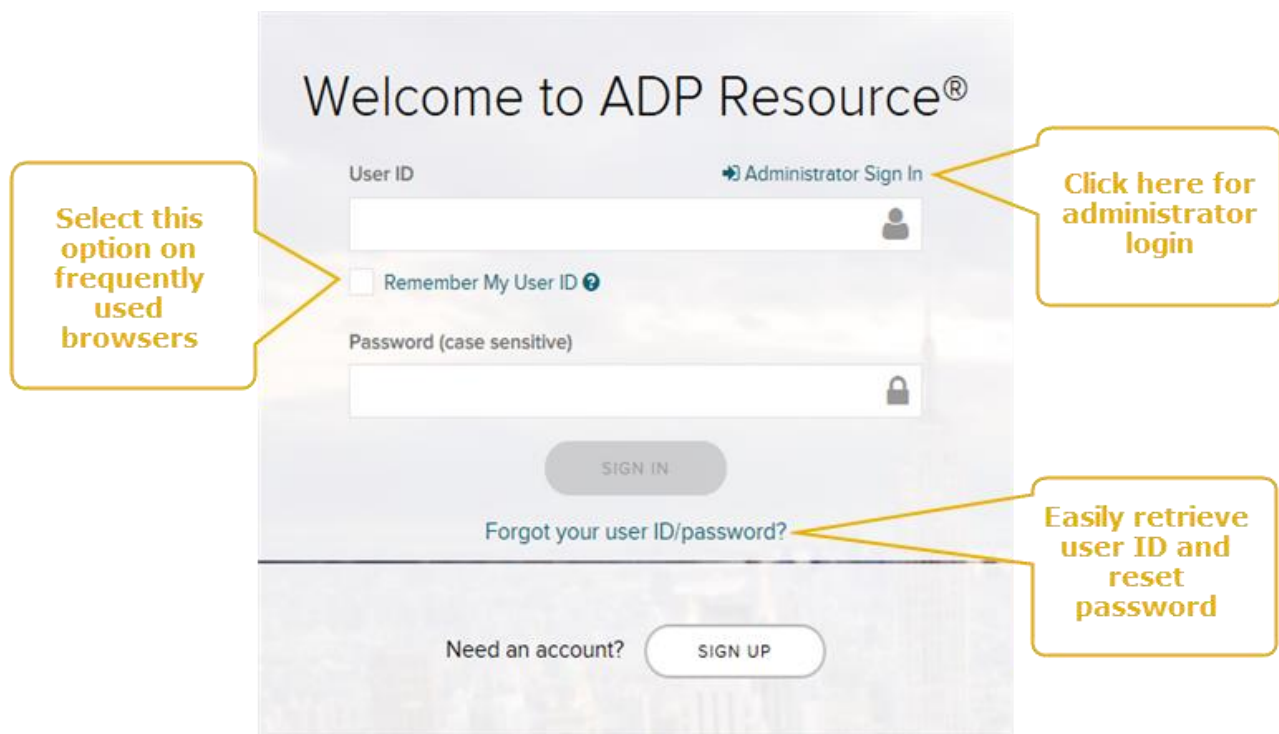 Welcome to ADP Resource®
User ID
Administrator Sign In
Select this
option on
frequently
used
browsers
Click here for
administrator
login
Remember My User ID
Password (case sensitive)
SIGN IN
Forgot your user ID/password?
Easily retrieve
user ID and
reset
password
Need an account?
SIGN UP